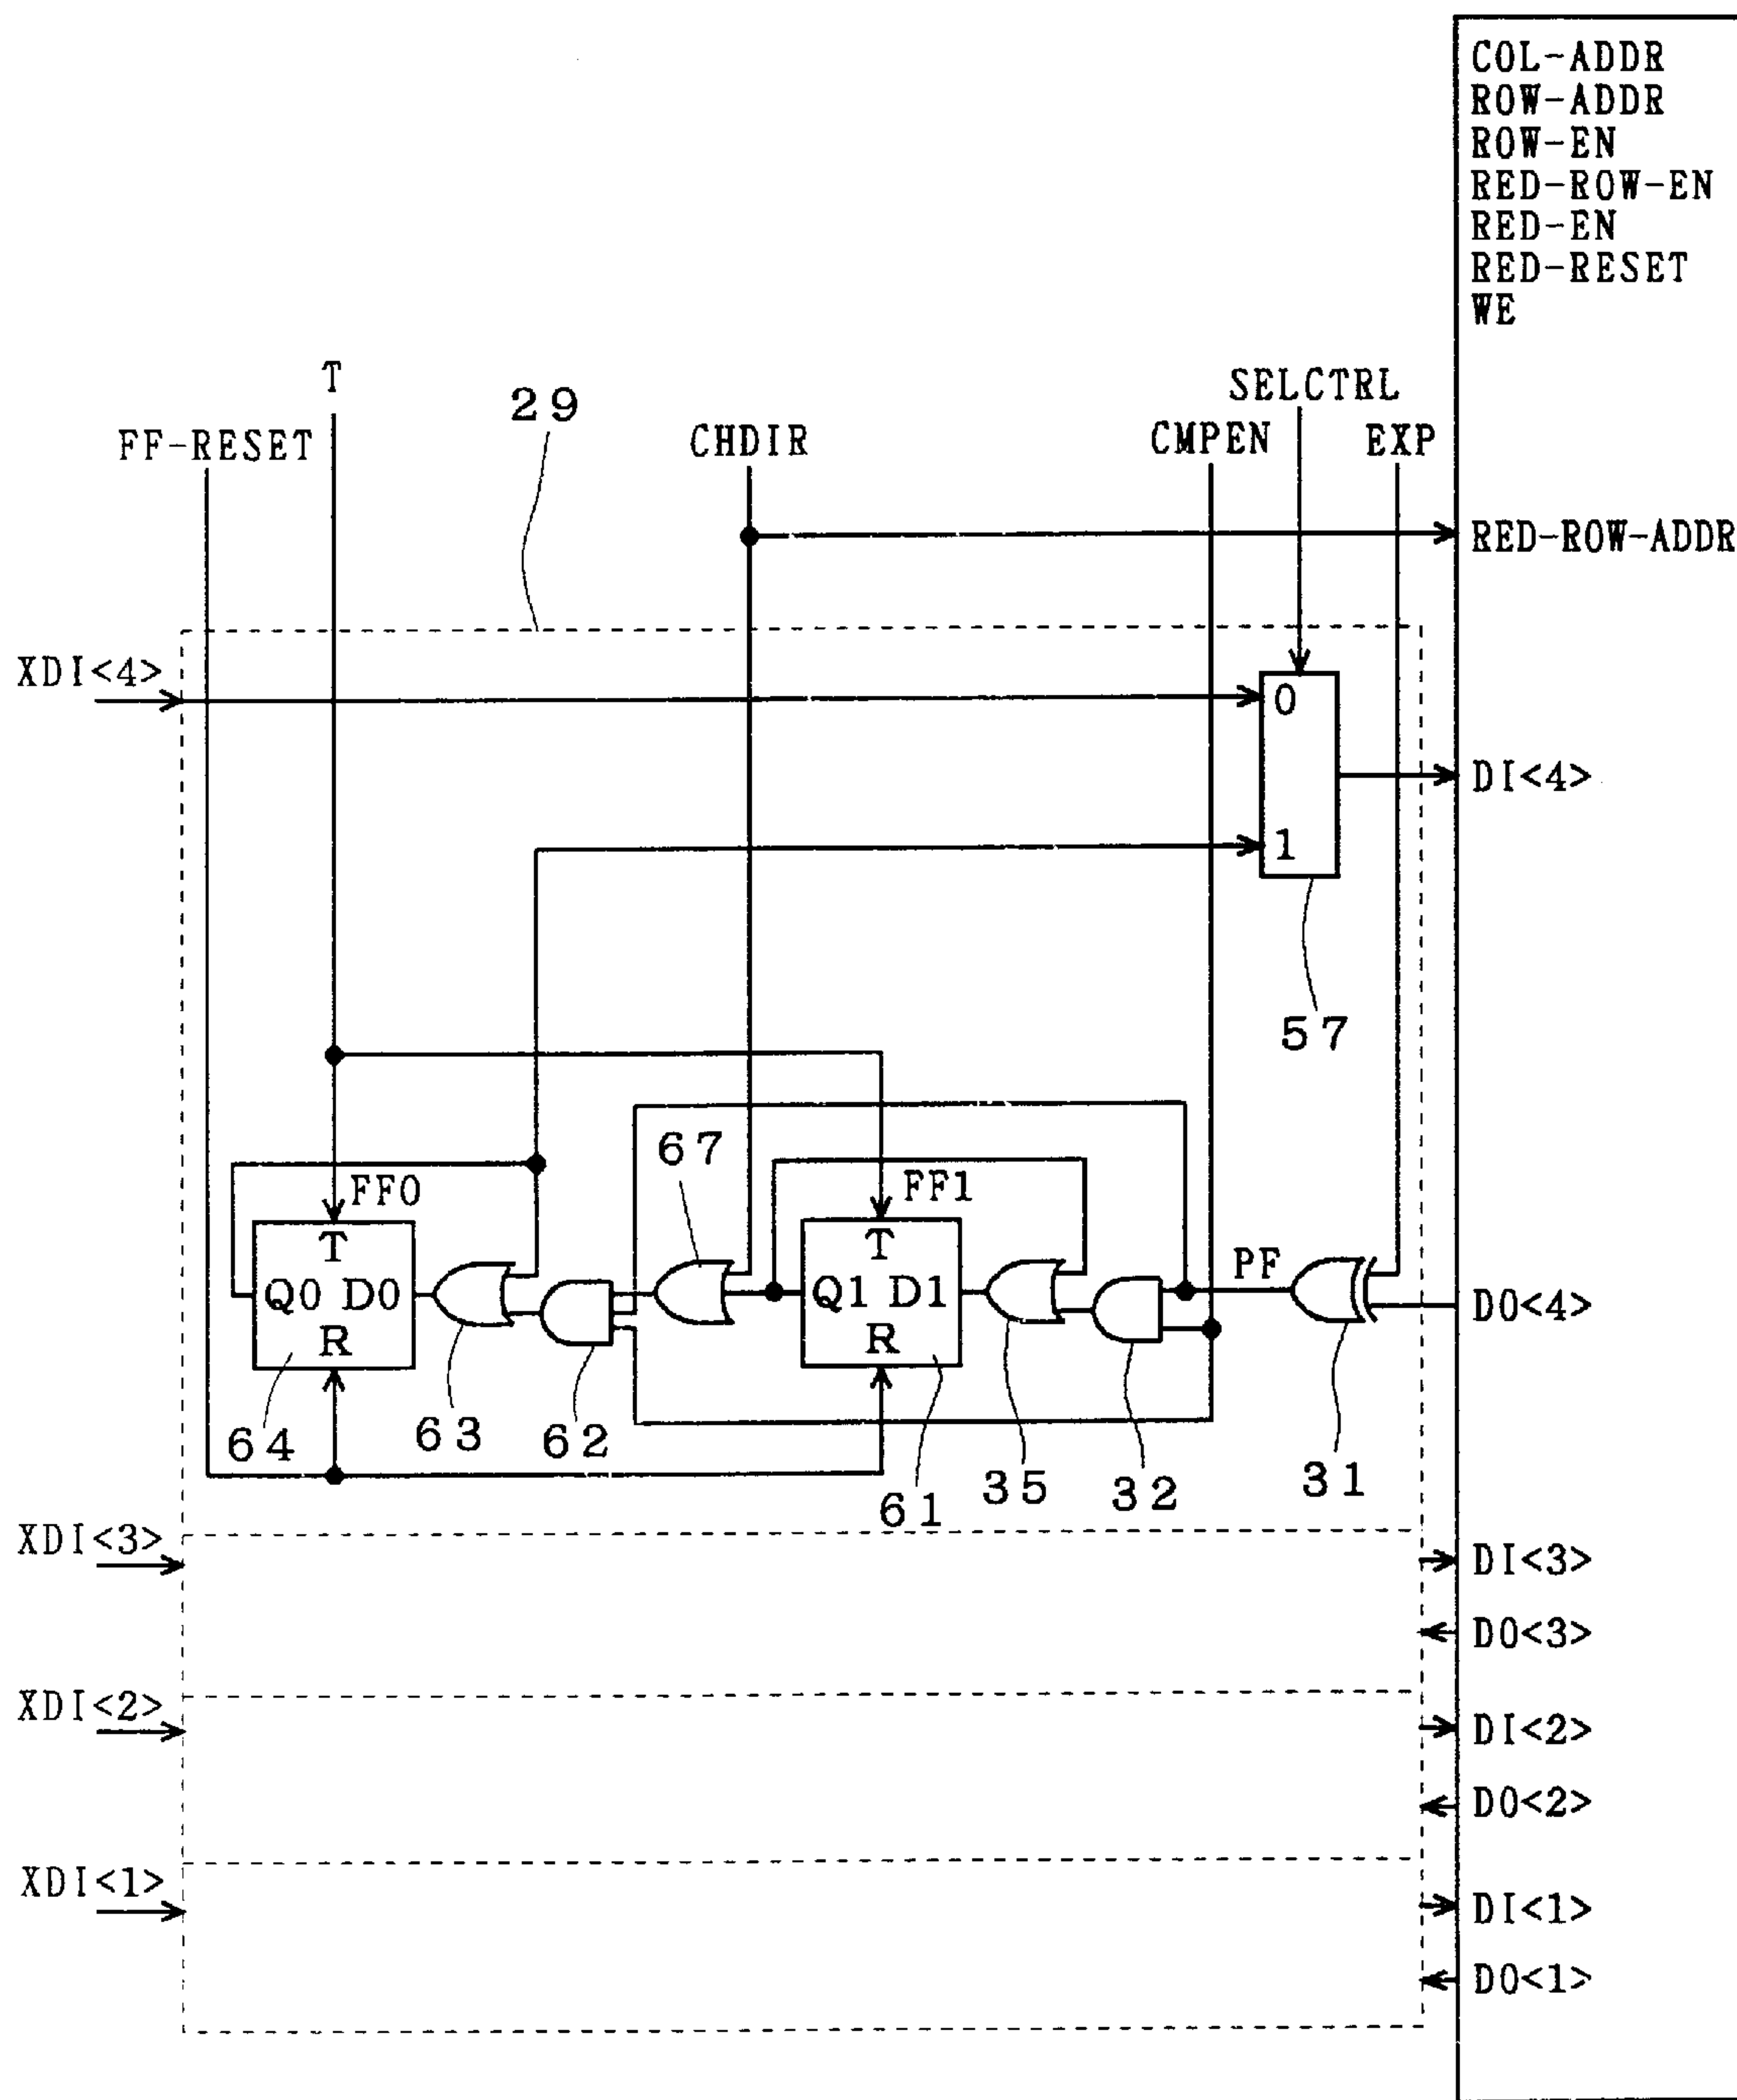 COL-ADDR
ROW-ADDR
ROW-EN
RED-ROW-EN
RED-EN
RED-RESET
WE
T
29
SELCTRL
FF-RESET
CHDIR
CMPEN
EXP
RED-ROW-ADDR
XDI<4>
0
DI<4>
1
57
67
FF0
FF1
T
T
PF
Q0 D0
Q1 D1
DO<4>
R
R
64
63
62
61
35
32
31
XDI<3>
DI<3>
DO<3>
XDI<2>
DI<2>
DO<2>
XDI<1>
DI<1>
DO<1>